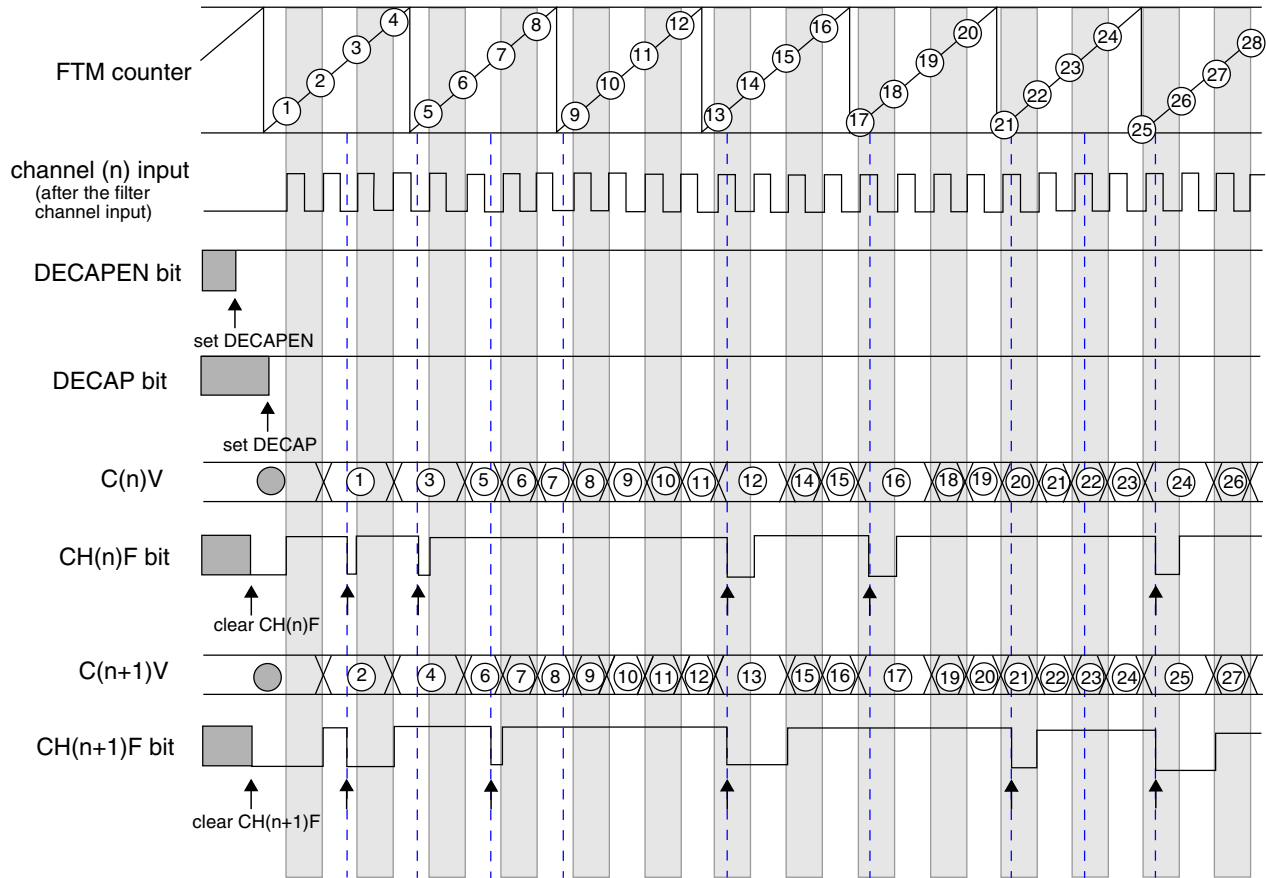 4 8 12 16 20 24 28
3 7 11 15 19 23 27
FTM counter
2 6 10 14 18 22 26
1 5 9 13 17 21 25
channel (n) input
(after the filter
channel input)
DECAPEN bit
set DECAPEN
DECAP bit
set DECAP
C(n)V 1 3 5 6 7 8 9 10 11 12 14 15 16 18 19 20 21 22 23 24 26
CH(n)F bit
clear CH(n)F
C(n+1)V 2 4 6 7 8 9 10 11 12 13 15 16 17 19 20 21 22 23 24 25 27
CH(n+1)F bit
clear CH(n+1)F